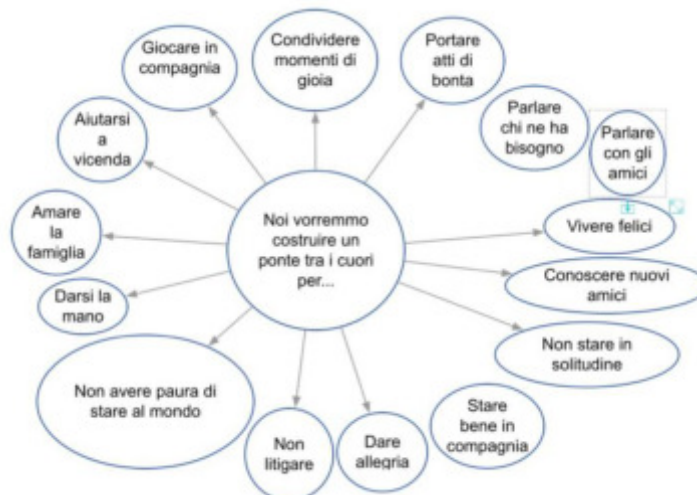 Giocare in
compagnia
Condividere
momenti di
gioia
Portare
atti di
bonta
Parlare
chi ne ha
bisogno
Parlare
con gli
amici
Aiutarsi
a
vicenda
Amare
la
famiglia
Noi vorremmo
costruire un
ponte tra i cuori
per...
Vivere felici
Conoscere nuovi
amici
Darsi la
mano
Non stare in
solitudine
Non avere paura di
stare al mondo
Non
litigare
Dare
allegria
Stare
bene in
compagnia